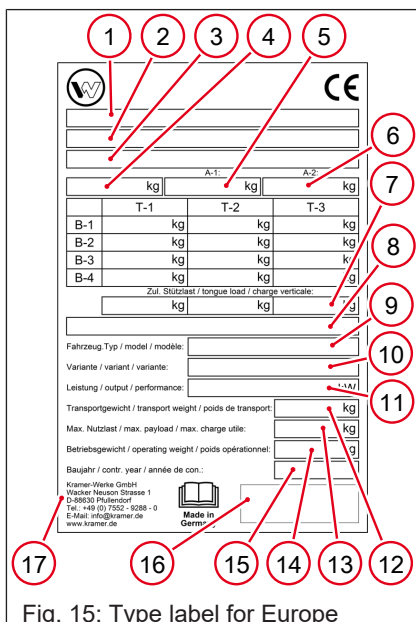 1 2 3 4 5
CE
A-1: A-2:
6
kg kg kg
7
T-1 T-2 T-3
B-1 kg kg kg
8
B-2 kg kg kg
B-3 kg kg kg
B-4 kg kg kg
9
Zul. Stützlast / tongue load / charge verticale:
kg kg kg
Fahrzeug.Typ / model / modèle:
10
Variante / variant / variante:
Leistung / output / performance: kW
11
Transportgewicht / transport weight / poids de transport: kg
Max. Nutzlast / max. payload / max. charge utile: kg
Betriebsgewicht / operating weight / poids opérationnel: kg
Baujahr / contr. year / année de con.:
Kramer-Werke GmbH
Wacker Neuson Strasse 1
D-88630 Pfullendorf
Tel.: +49 (0) 7552 - 9288 - 0
E-Mail: info@kramer.de
www.kramer.de
Made in
Germany
17 16 15 14 13 12
Fig. 15: Type label for Europe